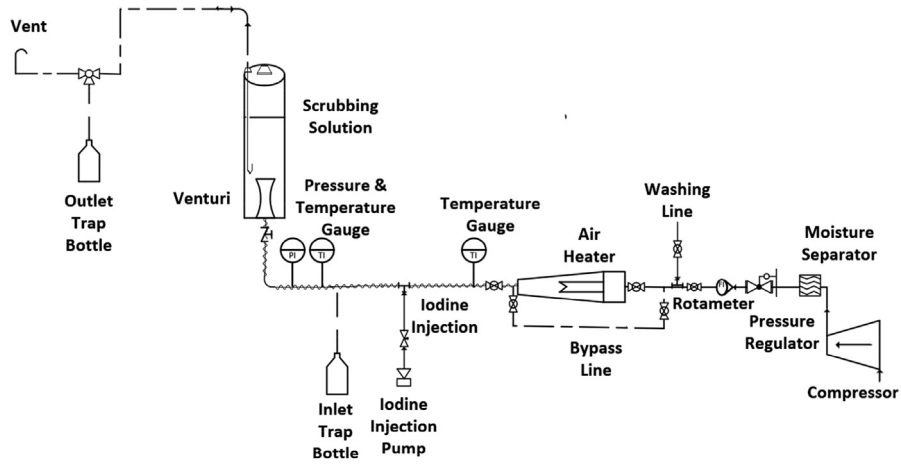 Vent
Scrubbing
Solution
Venturi
Pressure &
Temperature
Gauge
Temperature
Gauge
Washing
Line
Air
Heater
Moisture
Separator
Outlet
Trap
Bottle
PI
TI
TI
FI
Iodine
Injection
Rotameter
Bypass
Line
Pressure
Regulator
Compressor
Inlet
Trap
Bottle
Iodine
Injection
Pump